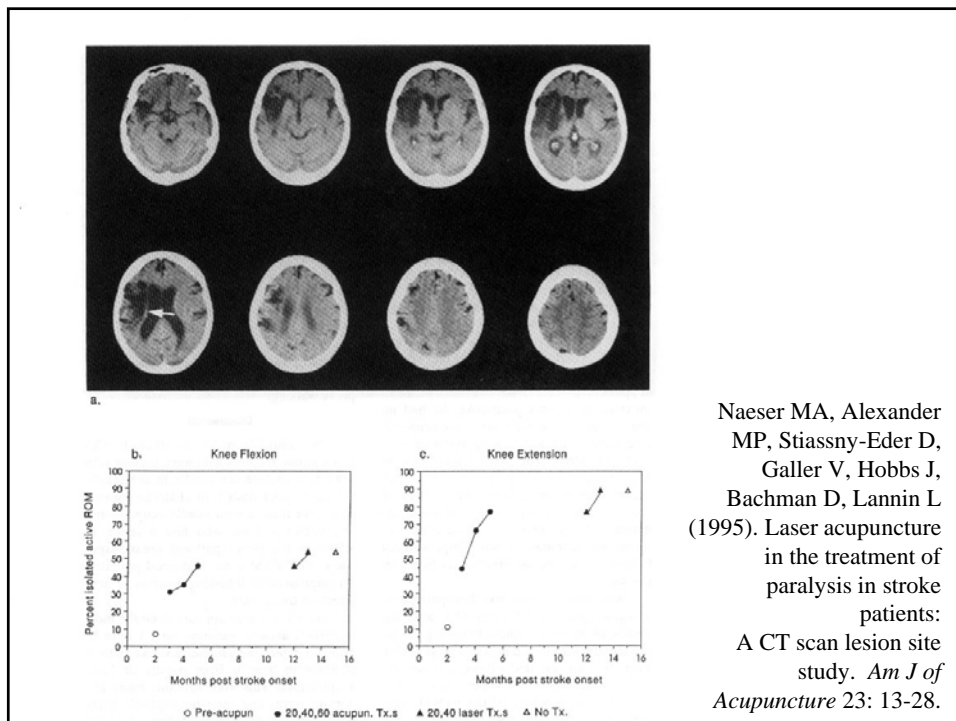 a.
b.
Knee Flexion
c.
Knee Extension
Percent isolated active ROM
100
90
80
70
60
50
40
30
20
10
0
0 2 4 6 8 10 12 14 16
Months post stroke onset
100
90
80
70
60
50
40
30
20
10
0
0 2 4 6 8 10 12 14 16
Months post stroke onset
○ Pre-acupun ● 20,40,60 acupun. Tx.s ▲ 20,40 laser Tx.s △ No Tx.
Naeser MA, Alexander
MP, Stiassny-Eder D,
Galler V, Hobbs J,
Bachman D, Lannin L
(1995). Laser acupuncture
in the treatment of
paralysis in stroke
patients:
A CT scan lesion site
study. Am J of
Acupuncture 23: 13-28.